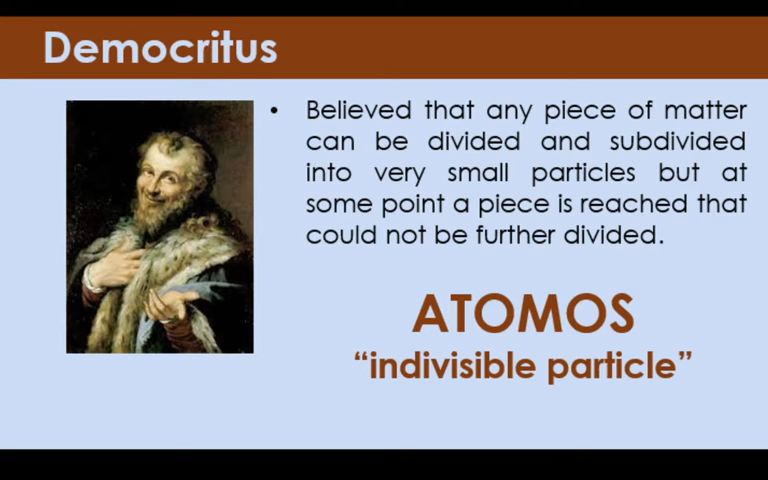 Democritus
• Believed that any piece of matter
can be divided and subdivided
into very small particles but at
some point a piece is reached that
could not be further divided.
ATOMOS
“indivisible particle”